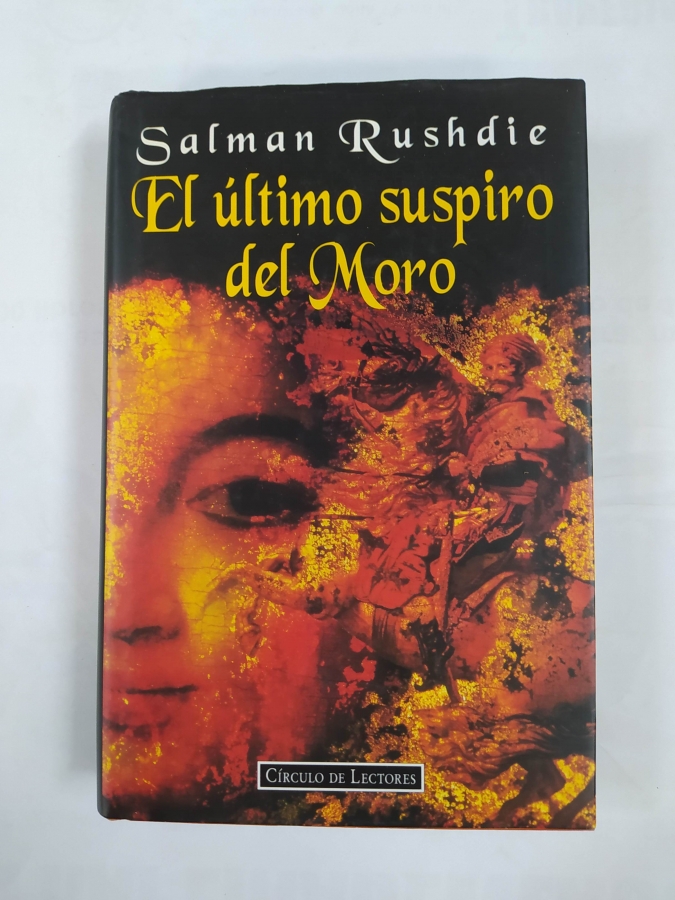 Salman Rushdie
El último suspiro
del Moro
CÍRCULO DE LECTORES